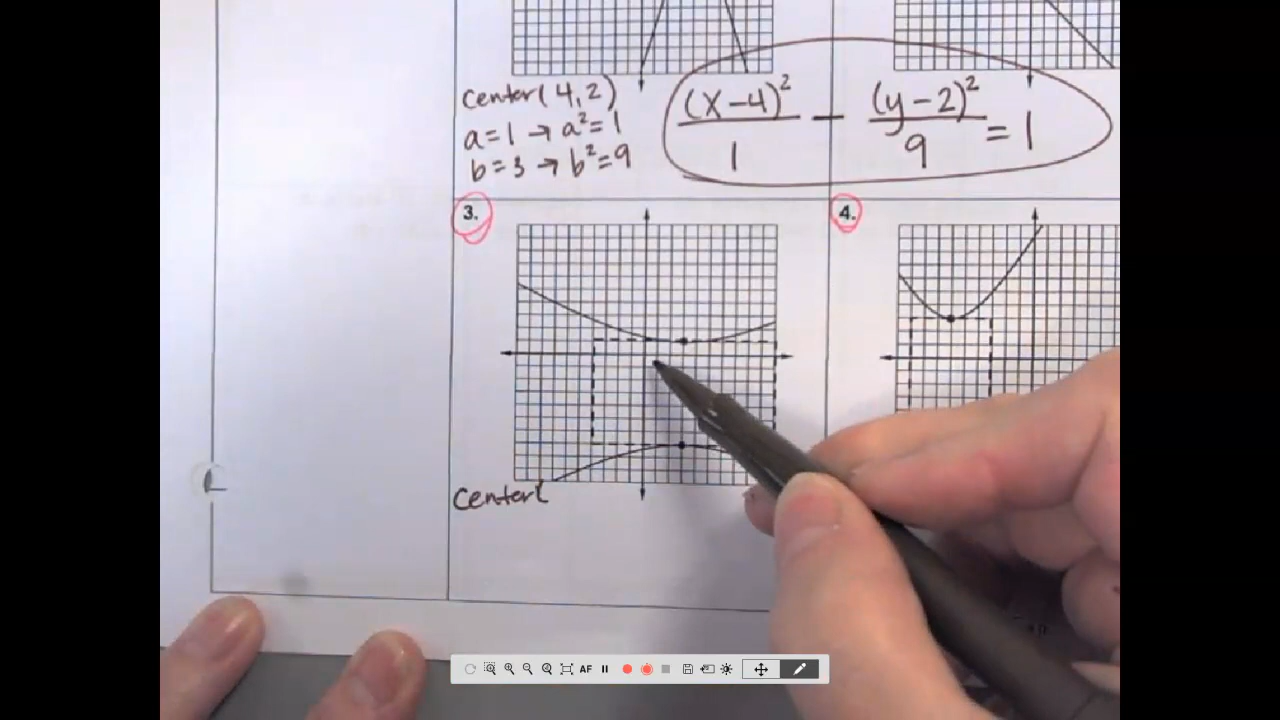 center(4,2)
a=1→a²=1
b=3→b²=9
(x-4)² - (y-2)² = 1
1 9
3.
4.
Center(
AF